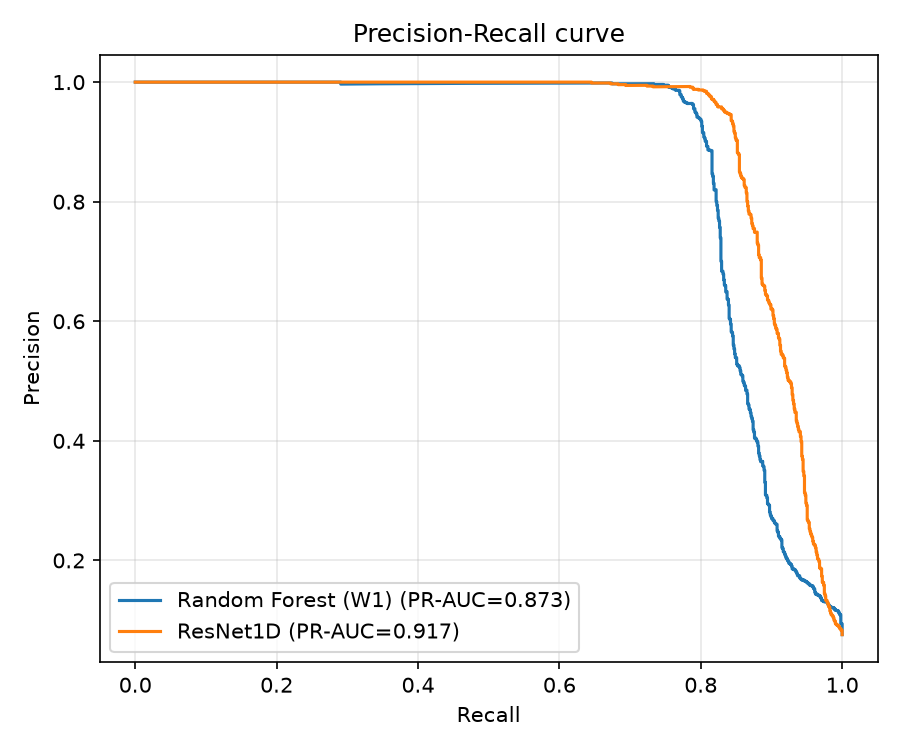 Precision-Recall curve
Precision
1.0
0.8
0.6
0.4
0.2
Random Forest (W1) (PR-AUC=0.873)
ResNet1D (PR-AUC=0.917)
0.0 0.2 0.4 0.6 0.8 1.0
Recall